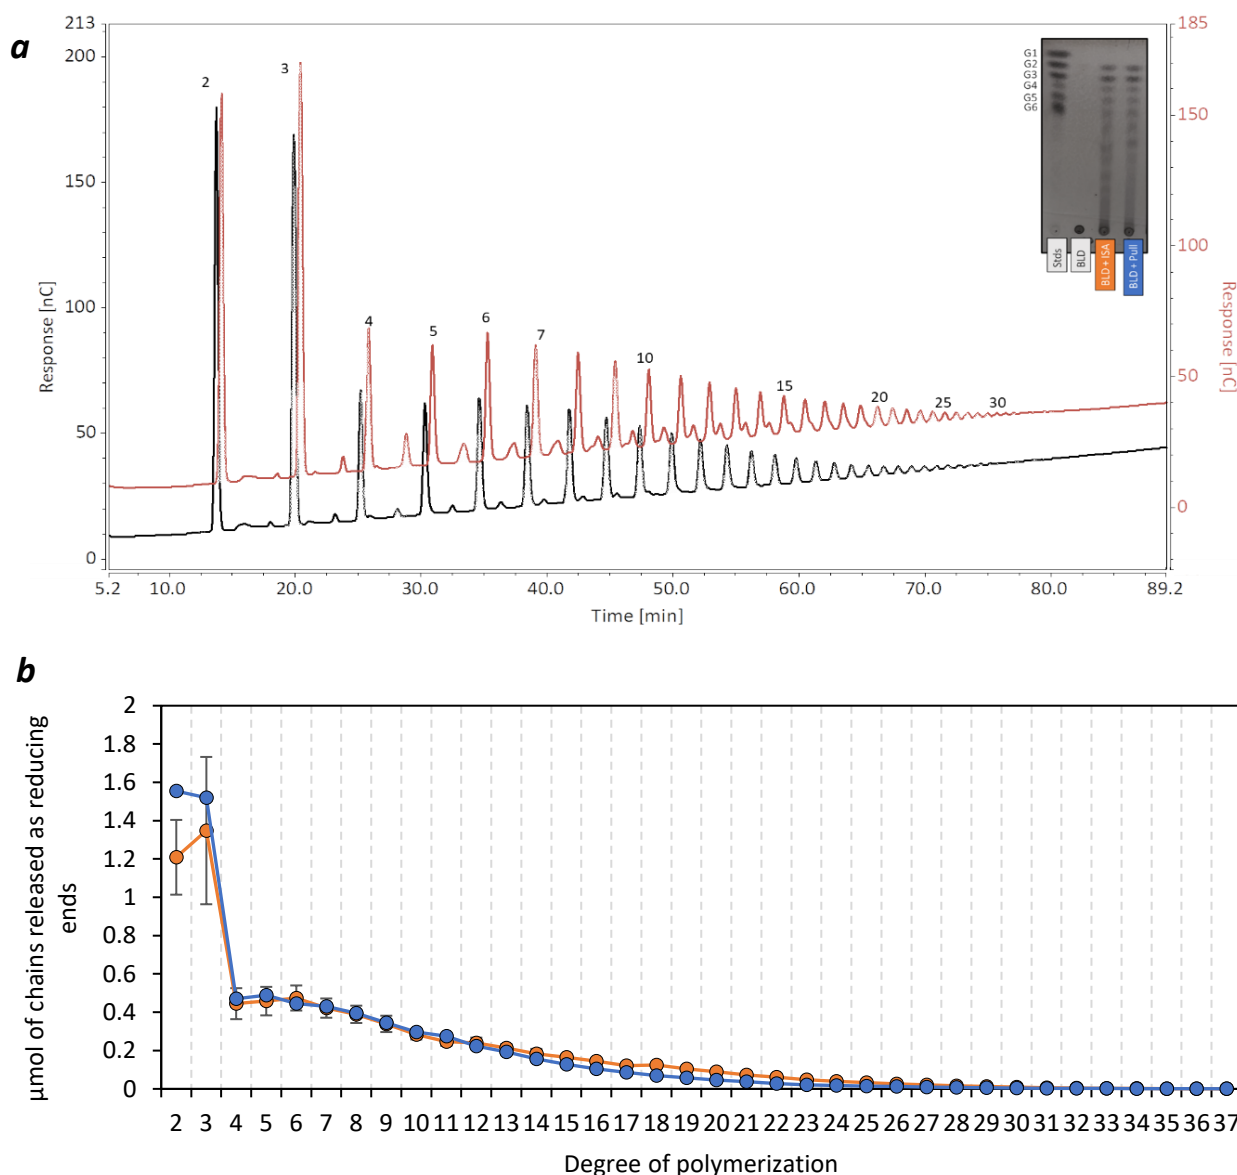 a
213
200
150
100
50
0
Response [nC]
185
150
100
50
0
Response [nC]
2
3
4
5
6
7
10
15
20
25
30
G1
G2
G3
G4
G5
G6
Stds
BLD
BLD + ISA
BLD + Pull
5.2 10.0 20.0 30.0 40.0 50.0 60.0 70.0 80.0 89.2
Time [min]
b
2
1.8
1.6
1.4
1.2
1
0.8
0.6
0.4
0.2
0
µmol of chains released as reducing
ends
2 3 4 5 6 7 8 9 10 11 12 13 14 15 16 17 18 19 20 21 22 23 24 25 26 27 28 29 30 31 32 33 34 35 36 37
Degree of polymerization